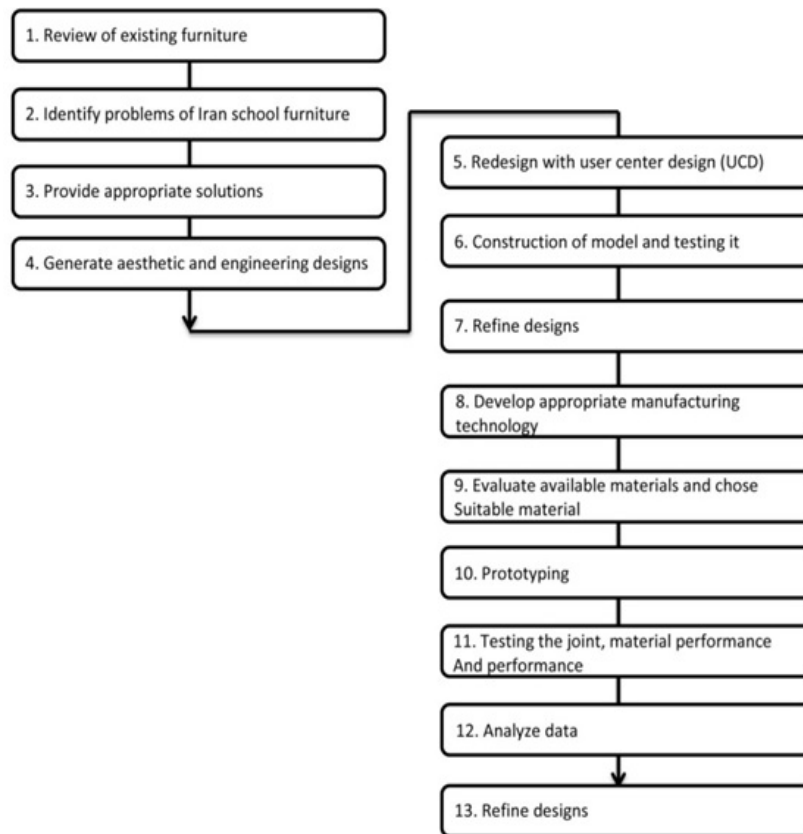 1. Review of existing furniture
2. Identify problems of Iran school furniture
3. Provide appropriate solutions
4. Generate aesthetic and engineering designs
5. Redesign with user center design (UCD)
6. Construction of model and testing it
7. Refine designs
8. Develop appropriate manufacturing
technology
9. Evaluate available materials and chose
Suitable material
10. Prototyping
11. Testing the joint, material performance
And performance
12. Analyze data
13. Refine designs